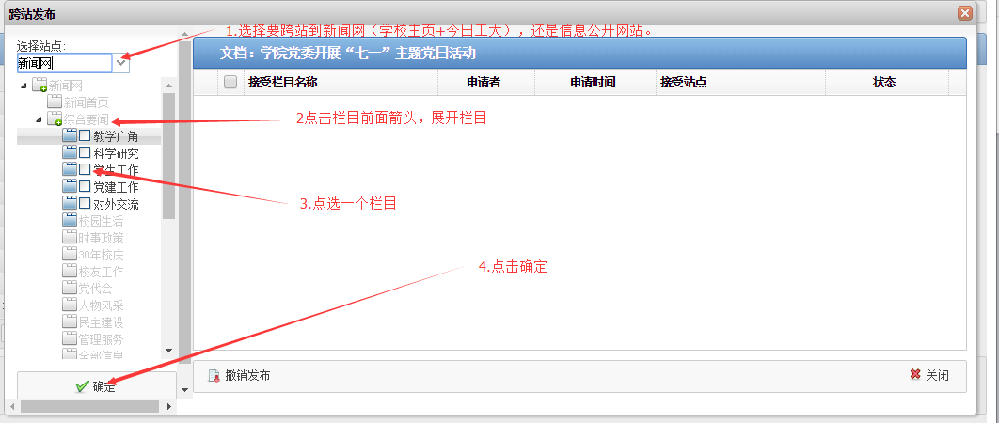 跨站发布
1.选择要跨站到新闻网（学校主页+今日工大），还是信息公开网站。
选择站点:
新闻网
文档：学院党委开展“七一”主题党日活动
接受栏目名称 申请者 申请时间 接受站点 状态
新闻网
新闻首页
综合要闻
2点击栏目前面箭头，展开栏目
教学广角
科学研究
学生工作
党建工作
3.点选一个栏目
对外交流
校园生活
时事政策
30年校庆
4.点击确定
校友工作
党代会
人物风采
民主建设
管理服务
全部信息
撤销发布 关闭
确定